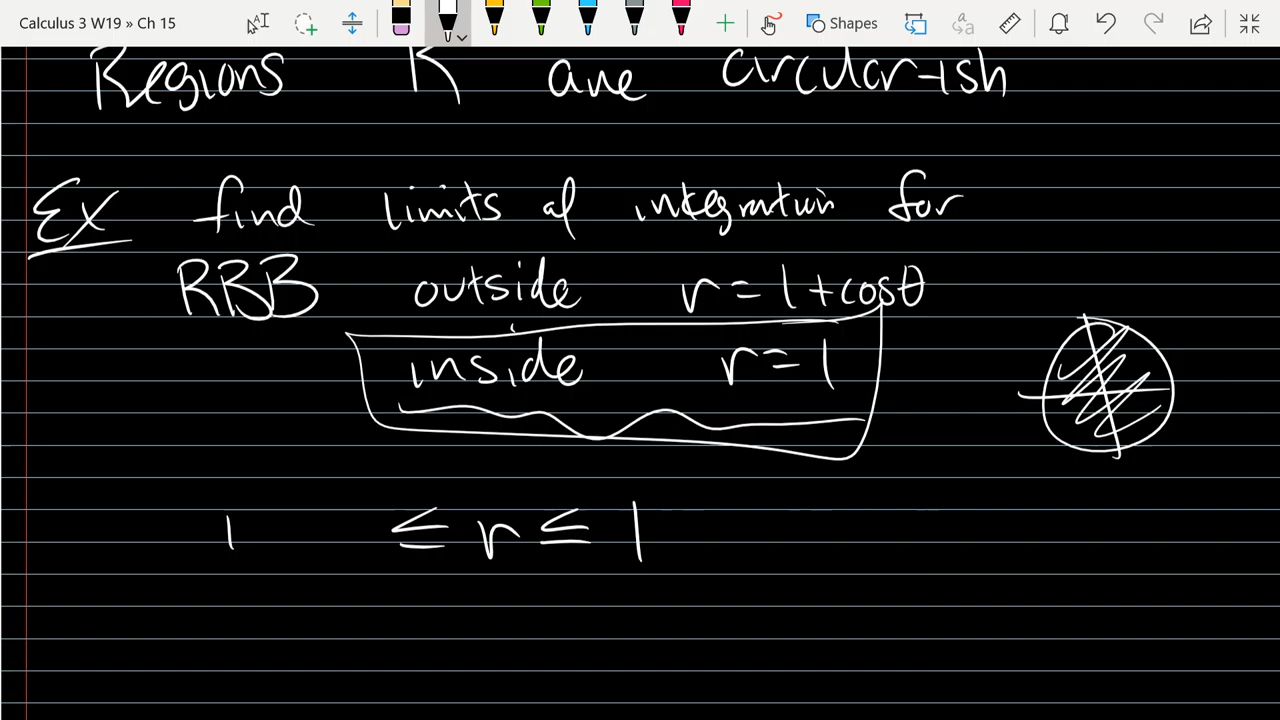 Calculus 3 W19 » Ch 15
Shapes
Regions R are circular-ish
Ex find limits of integration for
RBB outside r = 1 + cosθ
inside r = 1
1 ≤ r ≤ 1